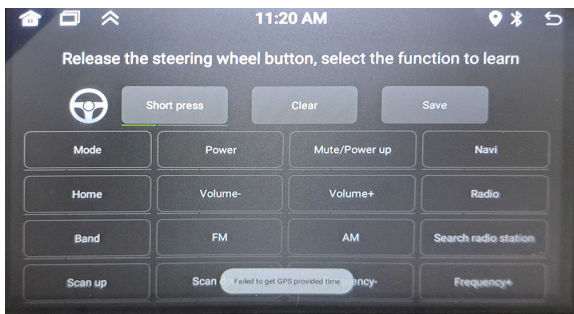 11:20 AM
Release the steering wheel button, select the function to learn
Short press Clear Save
Mode Power Mute/Power up Navi
Home Volume- Volume+ Radio
Band FM AM Search radio station
Scan up Scan Failed to get GPS provided time ency- Frequency+